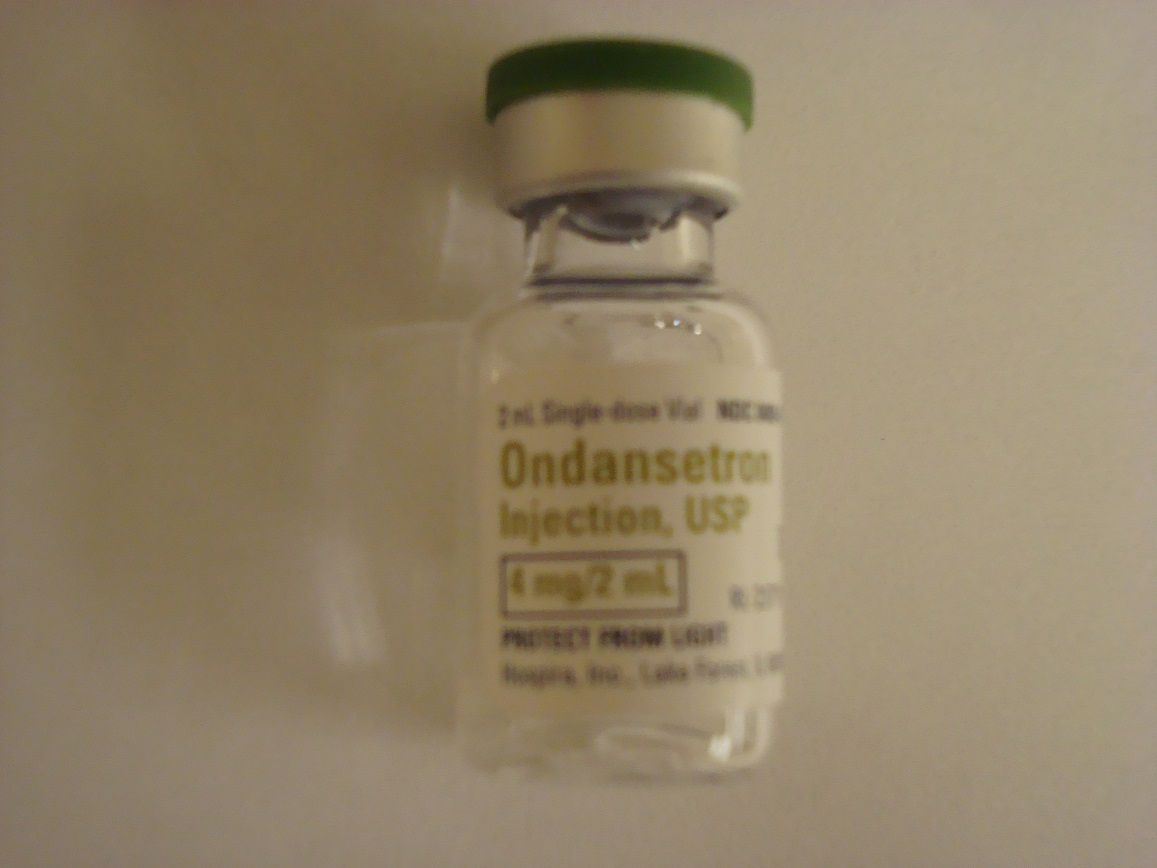 2 mL Single-dose Vial NDC
Ondansetron
Injection, USP
4 mg/2 mL
PROTECT FROM LIGHT
Hospira, Inc., Lake Forest,